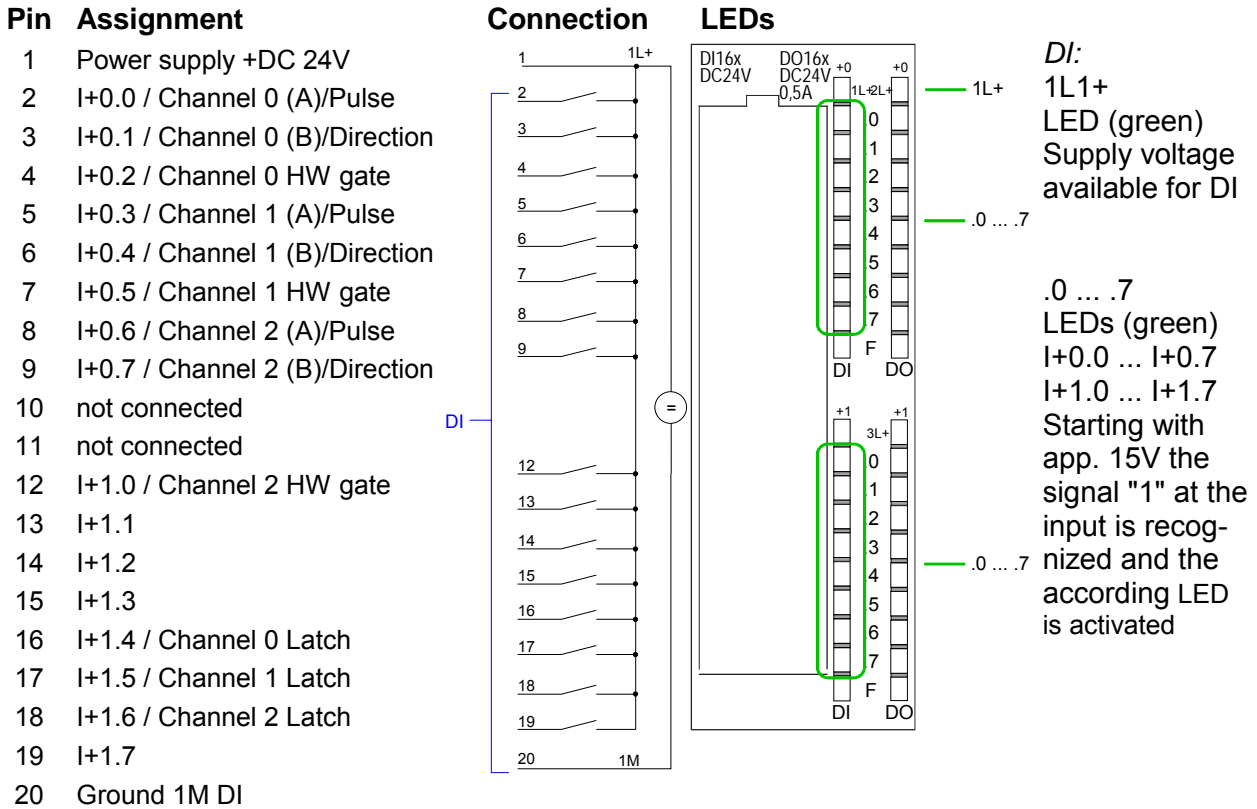 Pin Assignment Connection LEDs
1 Power supply +DC 24V
2 I+0.0 / Channel 0 (A)/Pulse
3 I+0.1 / Channel 0 (B)/Direction
4 I+0.2 / Channel 0 HW gate
5 I+0.3 / Channel 1 (A)/Pulse
6 I+0.4 / Channel 1 (B)/Direction
7 I+0.5 / Channel 1 HW gate
8 I+0.6 / Channel 2 (A)/Pulse
9 I+0.7 / Channel 2 (B)/Direction
10 not connected
11 not connected
12 I+1.0 / Channel 2 HW gate
13 I+1.1
14 I+1.2
15 I+1.3
16 I+1.4 / Channel 0 Latch
17 I+1.5 / Channel 1 Latch
18 I+1.6 / Channel 2 Latch
19 I+1.7
20 Ground 1M DI
DI
1 1L+
2
3
4
5
6
7
8
9
=
12
13
14
15
16
17
18
19
20 1M
DI16x DO16x
DC24V DC24V
0,5A
+0 +0
1L+ 2L+
.0
.1
.2
.3
.4
.5
.6
.7
F
DI DO
+1 +1
3L+
.0
.1
.2
.3
.4
.5
.6
.7
F
DI DO
1L+
.0 ... .7
.0 ... .7
DI:
1L1+
LED (green)
Supply voltage
available for DI
.0 ... .7
LEDs (green)
I+0.0 ... I+0.7
I+1.0 ... I+1.7
Starting with
app. 15V the
signal "1" at the
input is recog-
nized and the
according LED
is activated